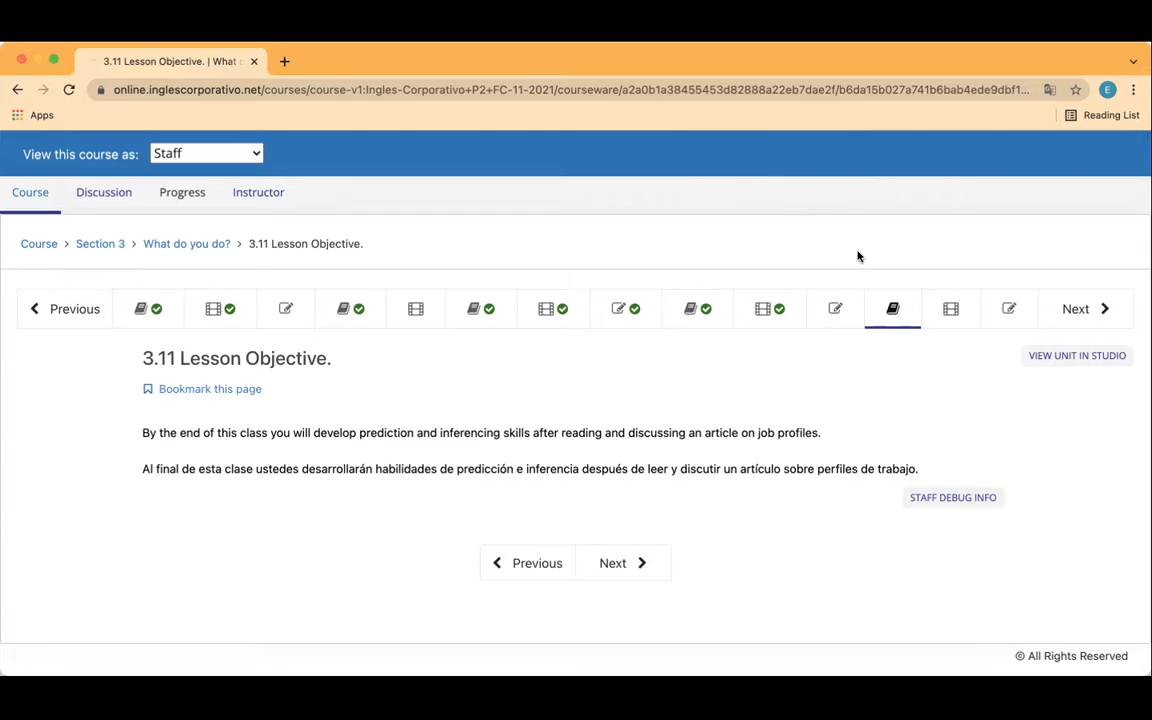 3.11 Lesson Objective. | What
online.inglescorporativo.net/courses/course-v1:Ingles-Corporativo+P2+FC-11-2021/courseware/a2a0b1a38455453d82888a22eb7dae2f/b6da15b027a741b6bab4ede9dbf1...
Apps
Reading List
View this course as: Staff
Course Discussion Progress Instructor
Course > Section 3 > What do you do? > 3.11 Lesson Objective.
Previous Next
3.11 Lesson Objective.
VIEW UNIT IN STUDIO
Bookmark this page
By the end of this class you will develop prediction and inferencing skills after reading and discussing an article on job profiles.
Al final de esta clase ustedes desarrollarán habilidades de predicción e inferencia después de leer y discutir un artículo sobre perfiles de trabajo.
STAFF DEBUG INFO
Previous Next
© All Rights Reserved